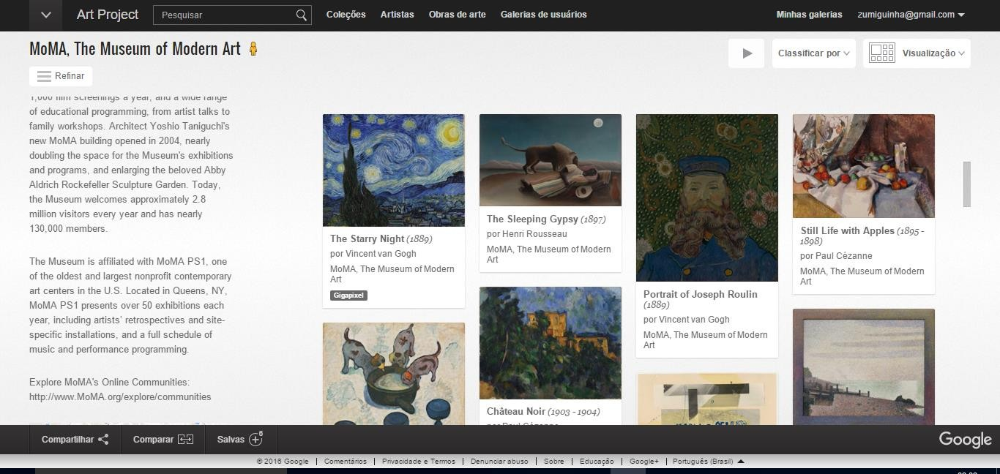 Art Project
Pesquisar
Coleções
Artistas
Obras de arte
Galerias de usuários
Minhas galerias
zumiguinha@gmail.com
MoMA, The Museum of Modern Art
Classificar por
Visualização
Refinar
1,000 film screenings a year, and a wide range
of educational programming, from artist talks to
family workshops. Architect Yoshio Taniguchi's
new MoMA building opened in 2004, nearly
doubling the space for the Museum's exhibitions
and programs, and enlarging the beloved Abby
Aldrich Rockefeller Sculpture Garden. Today,
the Museum welcomes approximately 2.8
million visitors every year and has nearly
130,000 members.
The Museum is affiliated with MoMA PS1, one
of the oldest and largest nonprofit contemporary
art centers in the U.S. Located in Queens, NY,
MoMA PS1 presents over 50 exhibitions each
year, including artists' retrospectives and site-
specific installations, and a full schedule of
music and performance programming.
Explore MoMA's Online Communities:
http://www.MoMA.org/explore/communities
The Starry Night (1889)
por Vincent van Gogh
MoMA, The Museum of Modern
Art
Gigapixel
The Sleeping Gypsy (1897)
por Henri Rousseau
MoMA, The Museum of Modern
Art
Château Noir (1903 - 1904)
por Paul Cézanne
Portrait of Joseph Roulin
(1889)
por Vincent van Gogh
MoMA, The Museum of Modern
Art
Still Life with Apples (1895 -
1898)
por Paul Cézanne
MoMA, The Museum of Modern
Art
Compartilhar
Comparar
Salvas
6
Google
© 2016 Google
Comentários
Privacidade e Termos
Denunciar abuso
Sobre
Educação
Google+
Português (Brasil)